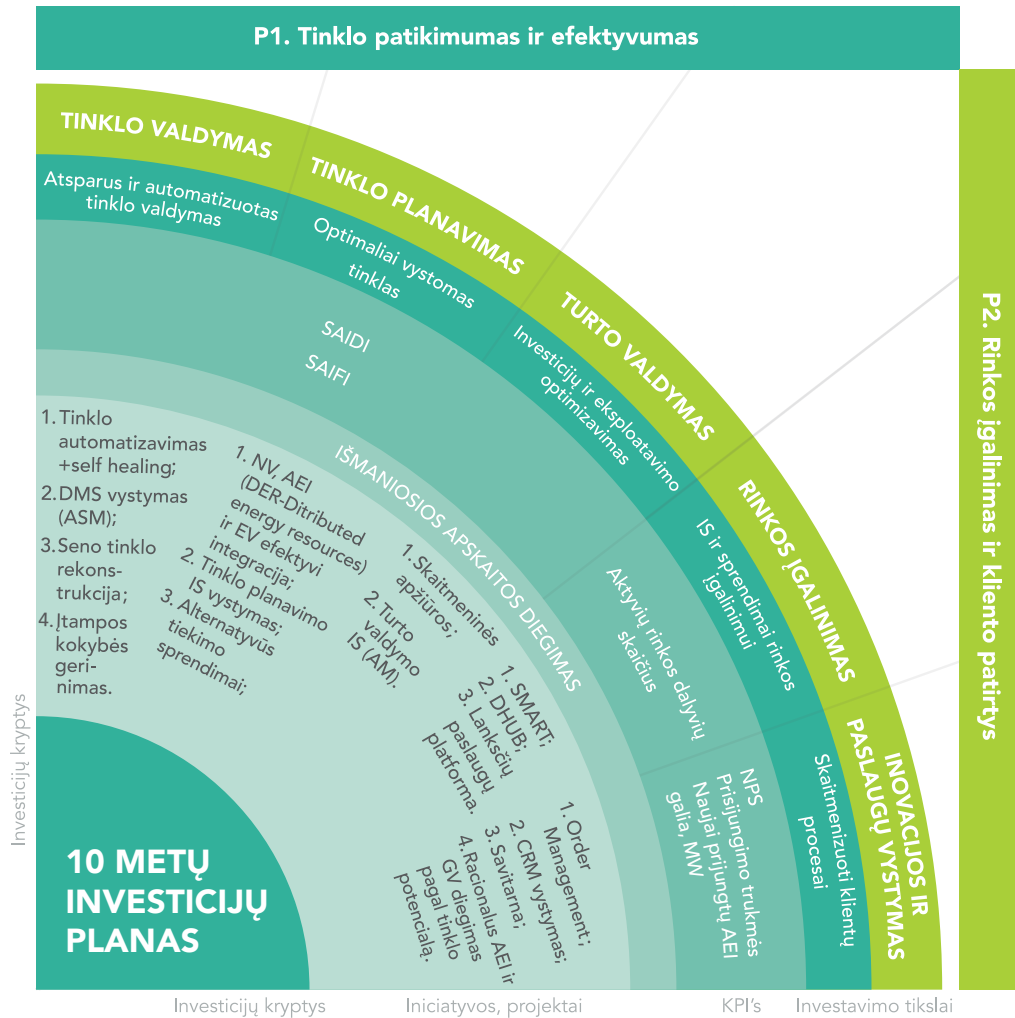 P1. Tinklo patikimumas ir efektyvumas
P2. Rinkos įgalinimas ir kliento patirtys
TINKLO VALDYMAS
TINKLO PLANAVIMAS
TURTO VALDYMAS
RINKOS ĮGALINIMAS
INOVACIJOS IR
PASLAUGŲ VYSTYMAS
Atsparus ir automatizuotas
tinklo valdymas
Optimaliai vystomas
tinklas
Investicijų ir eksploatavimo
optimizavimas
IS ir sprendimai rinkos
įgalinimui
Skaitmenizuoti klientų
procesai
SAIDI
SAIFI
Aktyvių rinkos dalyvių
skaičius
NPS
Prisijungimo trukmės
Naujai prijungtų AEI
galia, MW
IŠMANIOSIOS APSKAITOS DIEGIMAS
1. Tinklo
automatizavimas
+self healing;
2. DMS vystymas
(ASM);
3. Seno tinklo
rekons-
trukcija;
4. Įtampos
kokybės
geri-
nimas.
1. NV, AEI
(DER-Ditributed
energy resources)
ir EV efektyvi
integracija;
2. Tinklo planavimo
IS vystymas;
3. Alternatyvūs
tiekimo
sprendimai;
1. Skaitmeninės
apžiūros;
2. Turto
valdymo
IS (AM).
1. SMART;
2. DHUB;
3. Lanksčių
paslaugų
platforma.
1. Order
Management;
2. CRM vystymas;
3. Savitarna;
4. Racionalus AEI ir
GV diegimas
pagal tinklo
potencialą.
10 METŲ
INVESTICIJŲ
PLANAS
Investicijų kryptys
Investicijų kryptys
Iniciatyvos, projektai
KPI's
Investavimo tikslai